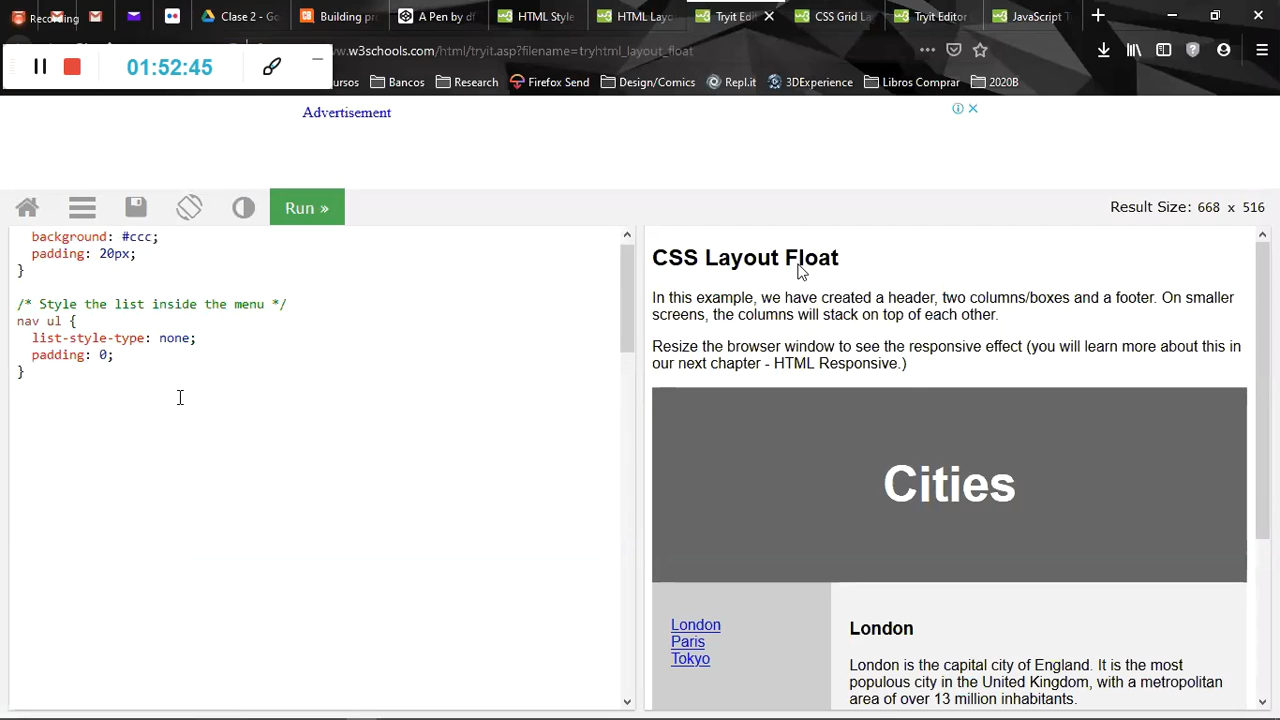 Recording
Clase 2 - Go
Building pr
A Pen by df
HTML Style
HTML Layo
Tryit Edi
CSS Grid La
Tryit Editor
JavaScript T
01:52:45
www.w3schools.com/html/tryit.asp?filename=tryhtml_layout_float
Bancos
Research
Firefox Send
Design/Comics
Repl.it
3DExperience
Libros Comprar
2020B
Advertisement
Run »
Result Size: 668 x 516
background: #ccc;
padding: 20px;
}
/* Style the list inside the menu */
nav ul {
list-style-type: none;
padding: 0;
}
CSS Layout Float
In this example, we have created a header, two columns/boxes and a footer. On smaller
screens, the columns will stack on top of each other.
Resize the browser window to see the responsive effect (you will learn more about this in
our next chapter - HTML Responsive.)
Cities
London
Paris
Tokyo
London
London is the capital city of England. It is the most
populous city in the United Kingdom, with a metropolitan
area of over 13 million inhabitants.